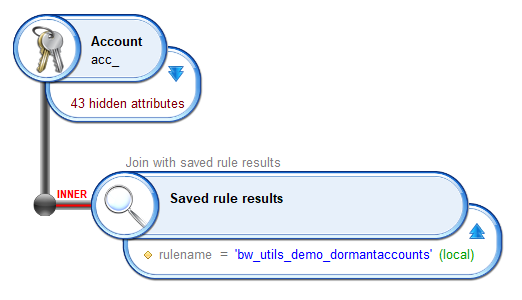 Account
acc_
43 hidden attributes
Join with saved rule results
INNER
Saved rule results
rulename = 'bw_utils_demo_dormantaccounts' (local)